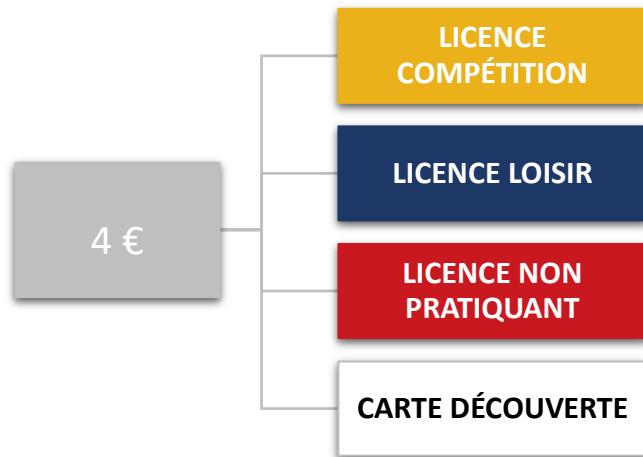 4 €
LICENCE
COMPÉTITION
LICENCE LOISIR
LICENCE NON
PRATIQUANT
CARTE DÉCOUVERTE